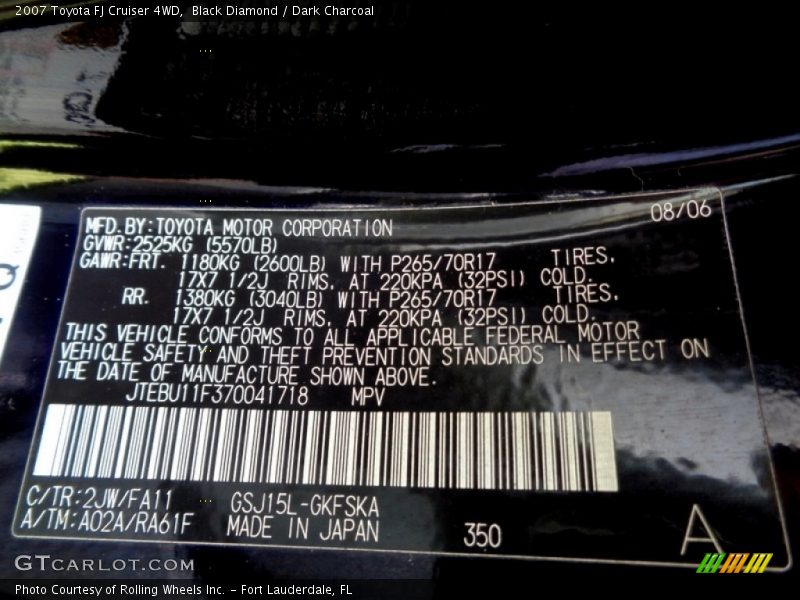 2007 Toyota FJ Cruiser 4WD, Black Diamond / Dark Charcoal
08/06
MFD.BY:TOYOTA MOTOR CORPORATION
GVWR:2525KG (5570LB)
GAWR:FRT. 1180KG (2600LB) WITH P265/70R17 TIRES,
17X7 1/2J RIMS, AT 220KPA (32PSI) COLD.
RR. 1380KG (3040LB) WITH P265/70R17 TIRES,
17X7 1/2J RIMS, AT 220KPA (32PSI) COLD.
THIS VEHICLE CONFORMS TO ALL APPLICABLE FEDERAL MOTOR
VEHICLE SAFETY AND THEFT PREVENTION STANDARDS IN EFFECT ON
THE DATE OF MANUFACTURE SHOWN ABOVE.
JTEBU11F370041718 MPV
C/TR:2JW/FA11 GSJ15L-GKFSKA
A/TM:A02A/RA61F MADE IN JAPAN 350 A
GTCARLOT.COM
Photo Courtesy of Rolling Wheels Inc. - Fort Lauderdale, FL